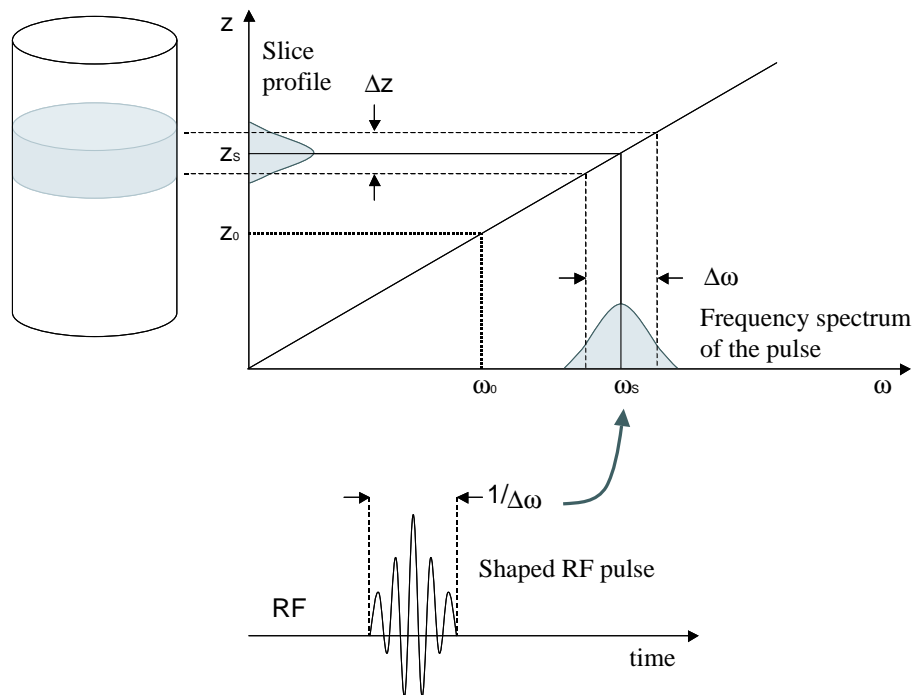 z
Slice
profile
Δz
zs
z0
Δω
Frequency spectrum
of the pulse
ω0
ωs
ω
1/Δω
Shaped RF pulse
RF
time